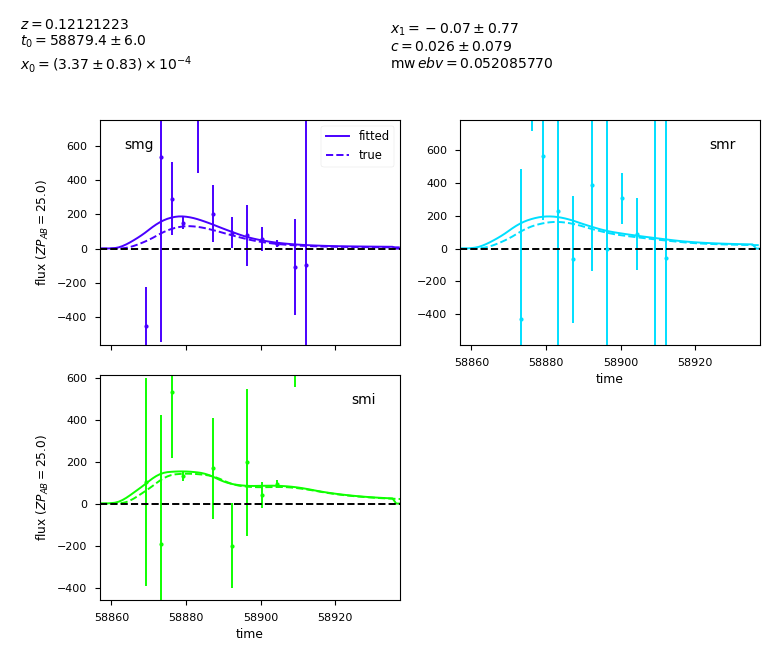 z = 0.12121223
t₀ = 58879.4 ± 6.0
x₀ = (3.37 ± 0.83) × 10⁻⁴
x₁ = −0.07 ± 0.77
c = 0.026 ± 0.079
mw ebv = 0.052085770
smg
fitted
true
600
400
200
0
−200
−400
flux (ZP_AB = 25.0)
smr
600
400
200
0
−200
−400
58860 58880 58900 58920
time
smi
600
400
200
0
−200
−400
flux (ZP_AB = 25.0)
58860 58880 58900 58920
time